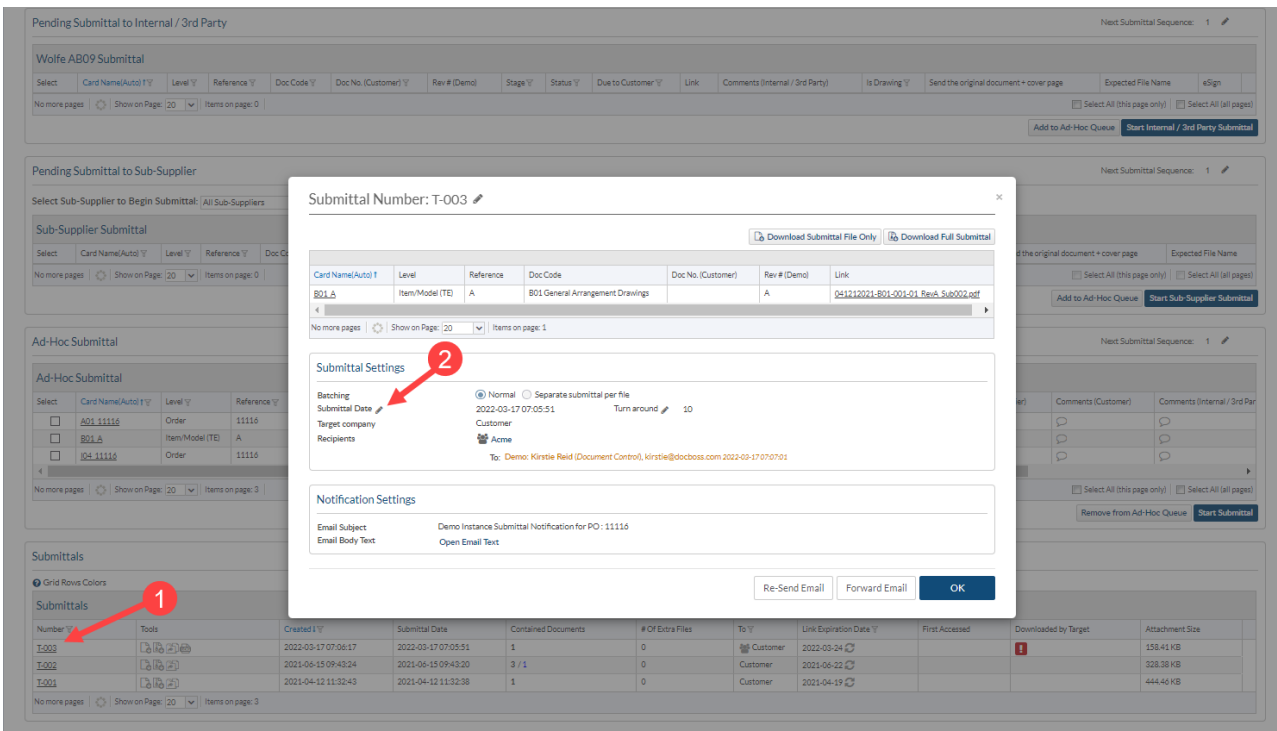 Pending Submittal to Internal / 3rd Party Next Submittal Sequence: 1
Wolfe AB09 Submittal
Select Card Name(Auto) Level Reference Doc Code Doc No. (Customer) Rev # (Demo) Stage Status Due to Customer Link Comments (Internal / 3rd Party) Is Drawing Send the original document + cover page Expected File Name eSign
No more pages Show on Page: 20 Items on page: 0 Select All (this page only) Select All (all pages)
Add to Ad-Hoc Queue Start Internal / 3rd Party Submittal
Pending Submittal to Sub-Supplier Next Submittal Sequence: 1
Select Sub-Supplier to Begin Submittal: All Sub-Suppliers
Sub-Supplier Submittal
Select Card Name(Auto) Level Reference Doc Co d the original document + cover page Expected File Name
No more pages Show on Page: 20 Items on page: 0 Select All (this page only) Select All (all pages)
Add to Ad-Hoc Queue Start Sub-Supplier Submittal
Ad-Hoc Submittal Next Submittal Sequence: 1
Ad-Hoc Submittal
Select Card Name(Auto) Level Reference er) Comments (Customer) Comments (Internal / 3rd Par
A01 11116 Order 11116
B01 A Item/Model (TE) A
I04 11116 Order 11116
No more pages Show on Page: 20 Items on page: 3 Select All (this page only) Select All (all pages)
Remove from Ad-Hoc Queue Start Submittal
Submittal Number: T-003 ×
Download Submittal File Only Download Full Submittal
Card Name(Auto) Level Reference Doc Code Doc No. (Customer) Rev # (Demo) Link
B01 A Item/Model (TE) A B01 General Arrangement Drawings A 041212021-B01-001-01_RevA_Sub002.pdf
No more pages Show on Page: 20 Items on page: 1
2
Submittal Settings
Batching Normal Separate submittal per file
Submittal Date 2022-03-17 07:05:51 Turn around 10
Target company Customer
Recipients Acme
To: Demo: Kirstie Reid (Document Control), kirstie@docboss.com 2022-03-17 07:07:01
Notification Settings
Email Subject Demo Instance Submittal Notification for PO : 11116
Email Body Text Open Email Text
Re-Send Email Forward Email OK
Submittals
Grid Rows Colors
1
Submittals
Number Tools Created Submittal Date Contained Documents # Of Extra Files To Link Expiration Date First Accessed Downloaded by Target Attachment Size
T-003 2022-03-17 07:06:17 2022-03-17 07:05:51 1 0 Customer 2022-03-24 158.41 KB
T-002 2021-06-15 09:43:24 2021-06-15 09:43:20 3 / 1 0 Customer 2021-06-22 328.38 KB
T-001 2021-04-12 11:32:43 2021-04-12 11:32:38 1 0 Customer 2021-04-19 444.46 KB
No more pages Show on Page: 20 Items on page: 3